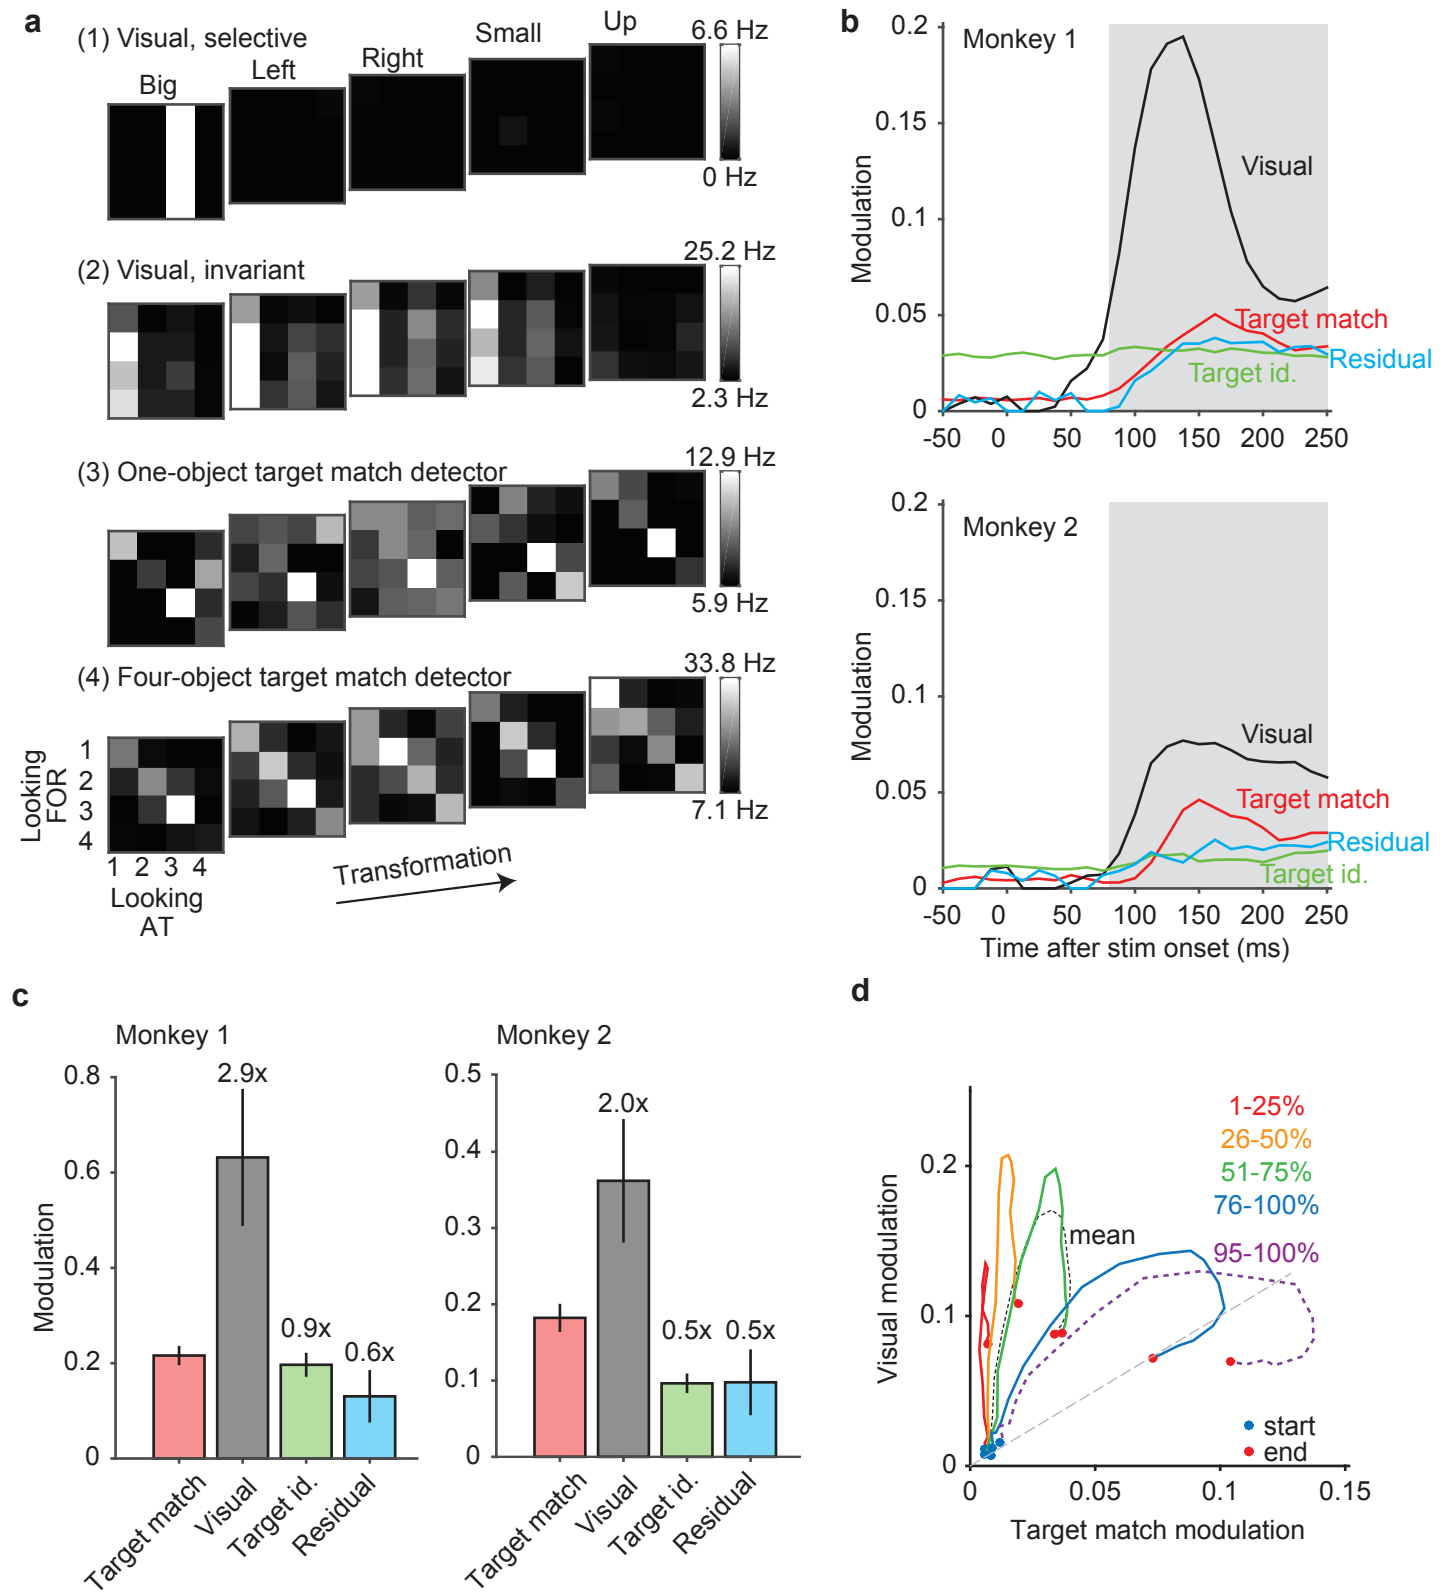 a
(1) Visual, selective
Big
Left
Right
Small
Up
6.6 Hz
0 Hz
(2) Visual, invariant
25.2 Hz
2.3 Hz
(3) One-object target match detector
12.9 Hz
5.9 Hz
(4) Four-object target match detector
33.8 Hz
7.1 Hz
Looking
FOR
1
2
3
4
1 2 3 4
Looking
AT
Transformation
b
Monkey 1
Modulation
0.2
0.15
0.1
0.05
0
-50 0 50 100 150 200 250
Visual
Target match
Residual
Target id.
Monkey 2
Modulation
0.2
0.15
0.1
0.05
0
-50 0 50 100 150 200 250
Visual
Target match
Residual
Target id.
Time after stim onset (ms)
c
Monkey 1
Modulation
0.8
0.6
0.4
0.2
0
2.9x
0.9x
0.6x
Target match
Visual
Target id.
Residual
Monkey 2
0.5
0.4
0.3
0.2
0.1
0
2.0x
0.5x
0.5x
Target match
Visual
Target id.
Residual
d
Visual modulation
0.2
0.1
0
0 0.05 0.1 0.15
Target match modulation
1-25%
26-50%
51-75%
76-100%
95-100%
mean
start
end